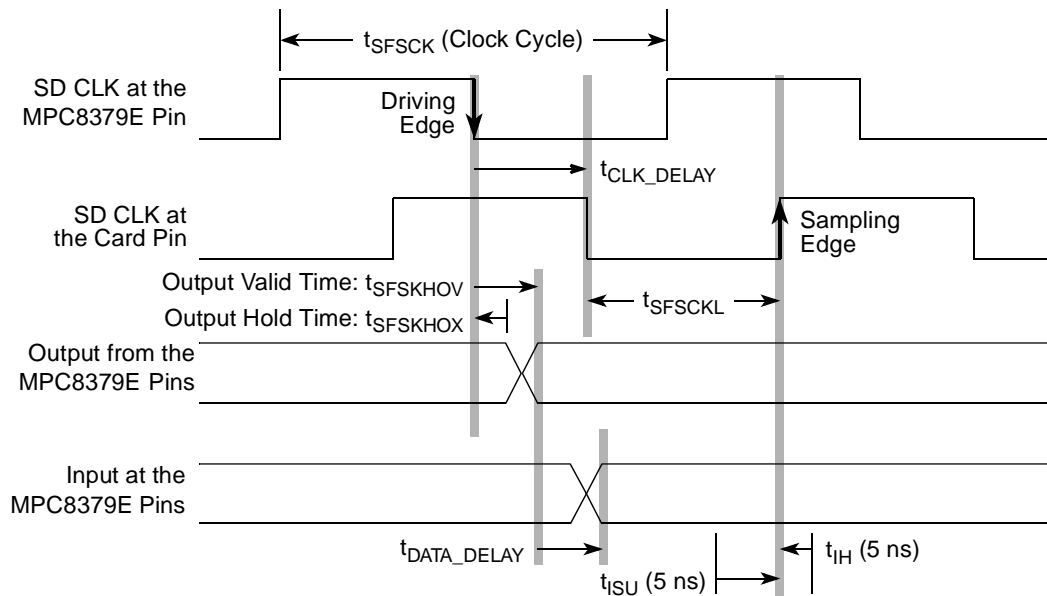 tSFSCK (Clock Cycle)
SD CLK at the
MPC8379E Pin
Driving
Edge
tCLK_DELAY
SD CLK at
the Card Pin
Sampling
Edge
Output Valid Time: tSFSKHOV
tSFSCKL
Output Hold Time: tSFSKHOX
Output from the
MPC8379E Pins
Input at the
MPC8379E Pins
tDATA_DELAY
tIH (5 ns)
tISU (5 ns)